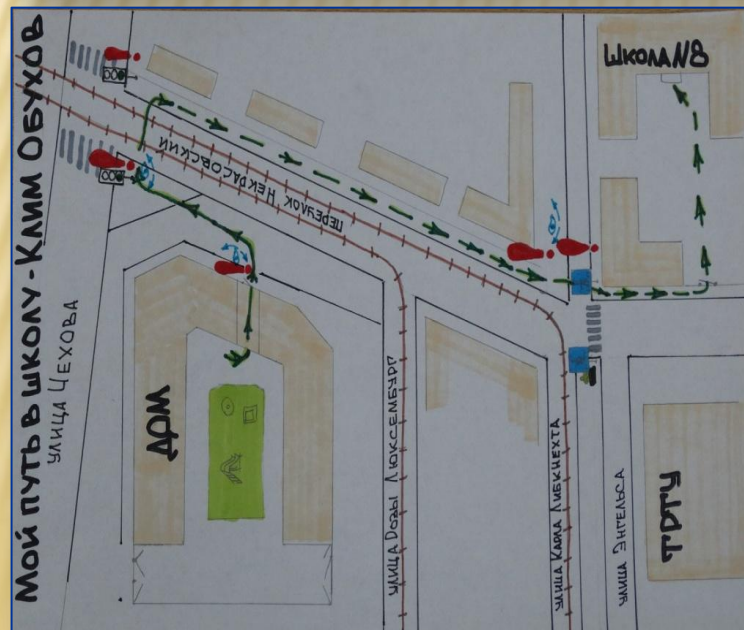 Мой путь в школу - Клим Обухов
улица Чехова
Школа N8
переулок Некрасовский
Дом
улица Розы Люксембург
улица Карла Либкнехта
улица Энгельса
ТРТУ